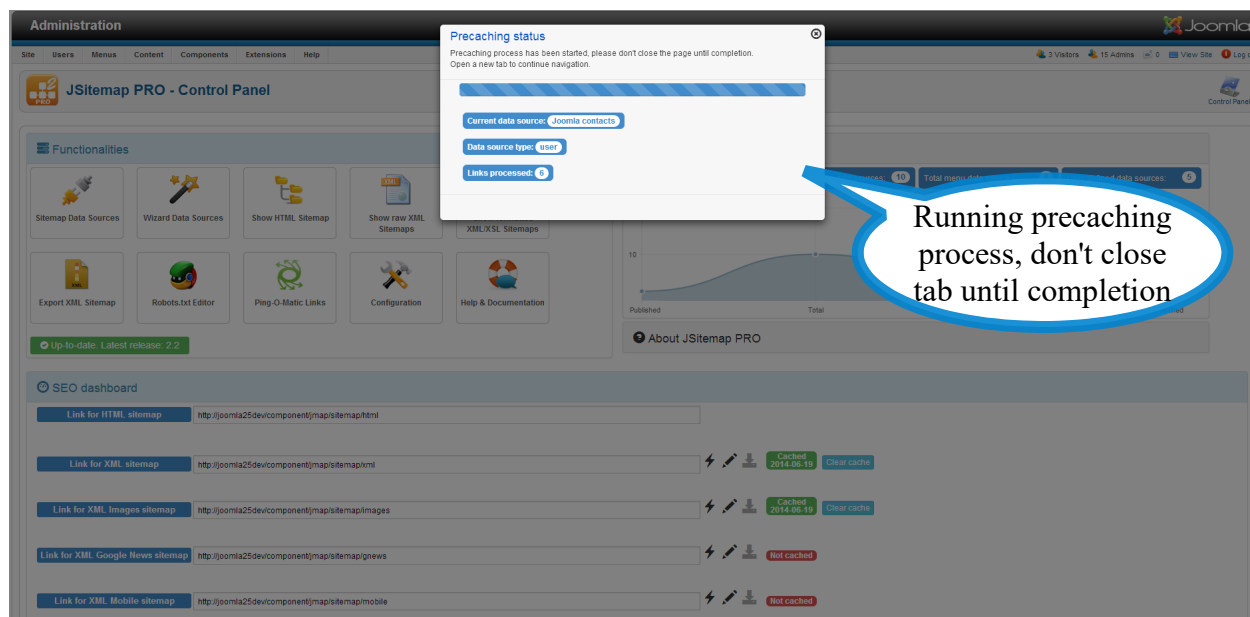 Administration
Joomla
Site Users Menus Content Components Extensions Help
3 Visitors 15 Admins 0 View Site Log o
Precaching status
Precaching process has been started, please don't close the page until completion.
Open a new tab to continue navigation.
Current data source: Joomla contacts
Data source type: user
Links processed: 6
2
PRO
JSitemap PRO - Control Panel
Control Panel
Functionalities
Sitemap Data Sources
Wizard Data Sources
Show HTML Sitemap
XML
Show raw XML
Sitemaps
XML/XSL Sitemaps
XML
Export XML Sitemap
Robots.txt Editor
Ping-O-Matic Links
Configuration
Help & Documentation
Up-to-date. Latest release: 2.2
10
Total menu data
data sources: 5
10
Published Total
About JSitemap PRO
Running precaching
process, don't close
tab until completion
SEO dashboard
Link for HTML sitemap http://joomla25dev/component/jmap/sitemap/html
Link for XML sitemap http://joomla25dev/component/jmap/sitemap/xml Cached 2014-06-19 Clear cache
Link for XML Images sitemap http://joomla25dev/component/jmap/sitemap/images Cached 2014-06-19 Clear cache
Link for XML Google News sitemap http://joomla25dev/component/jmap/sitemap/gnews Not cached
Link for XML Mobile sitemap http://joomla25dev/component/jmap/sitemap/mobile Not cached